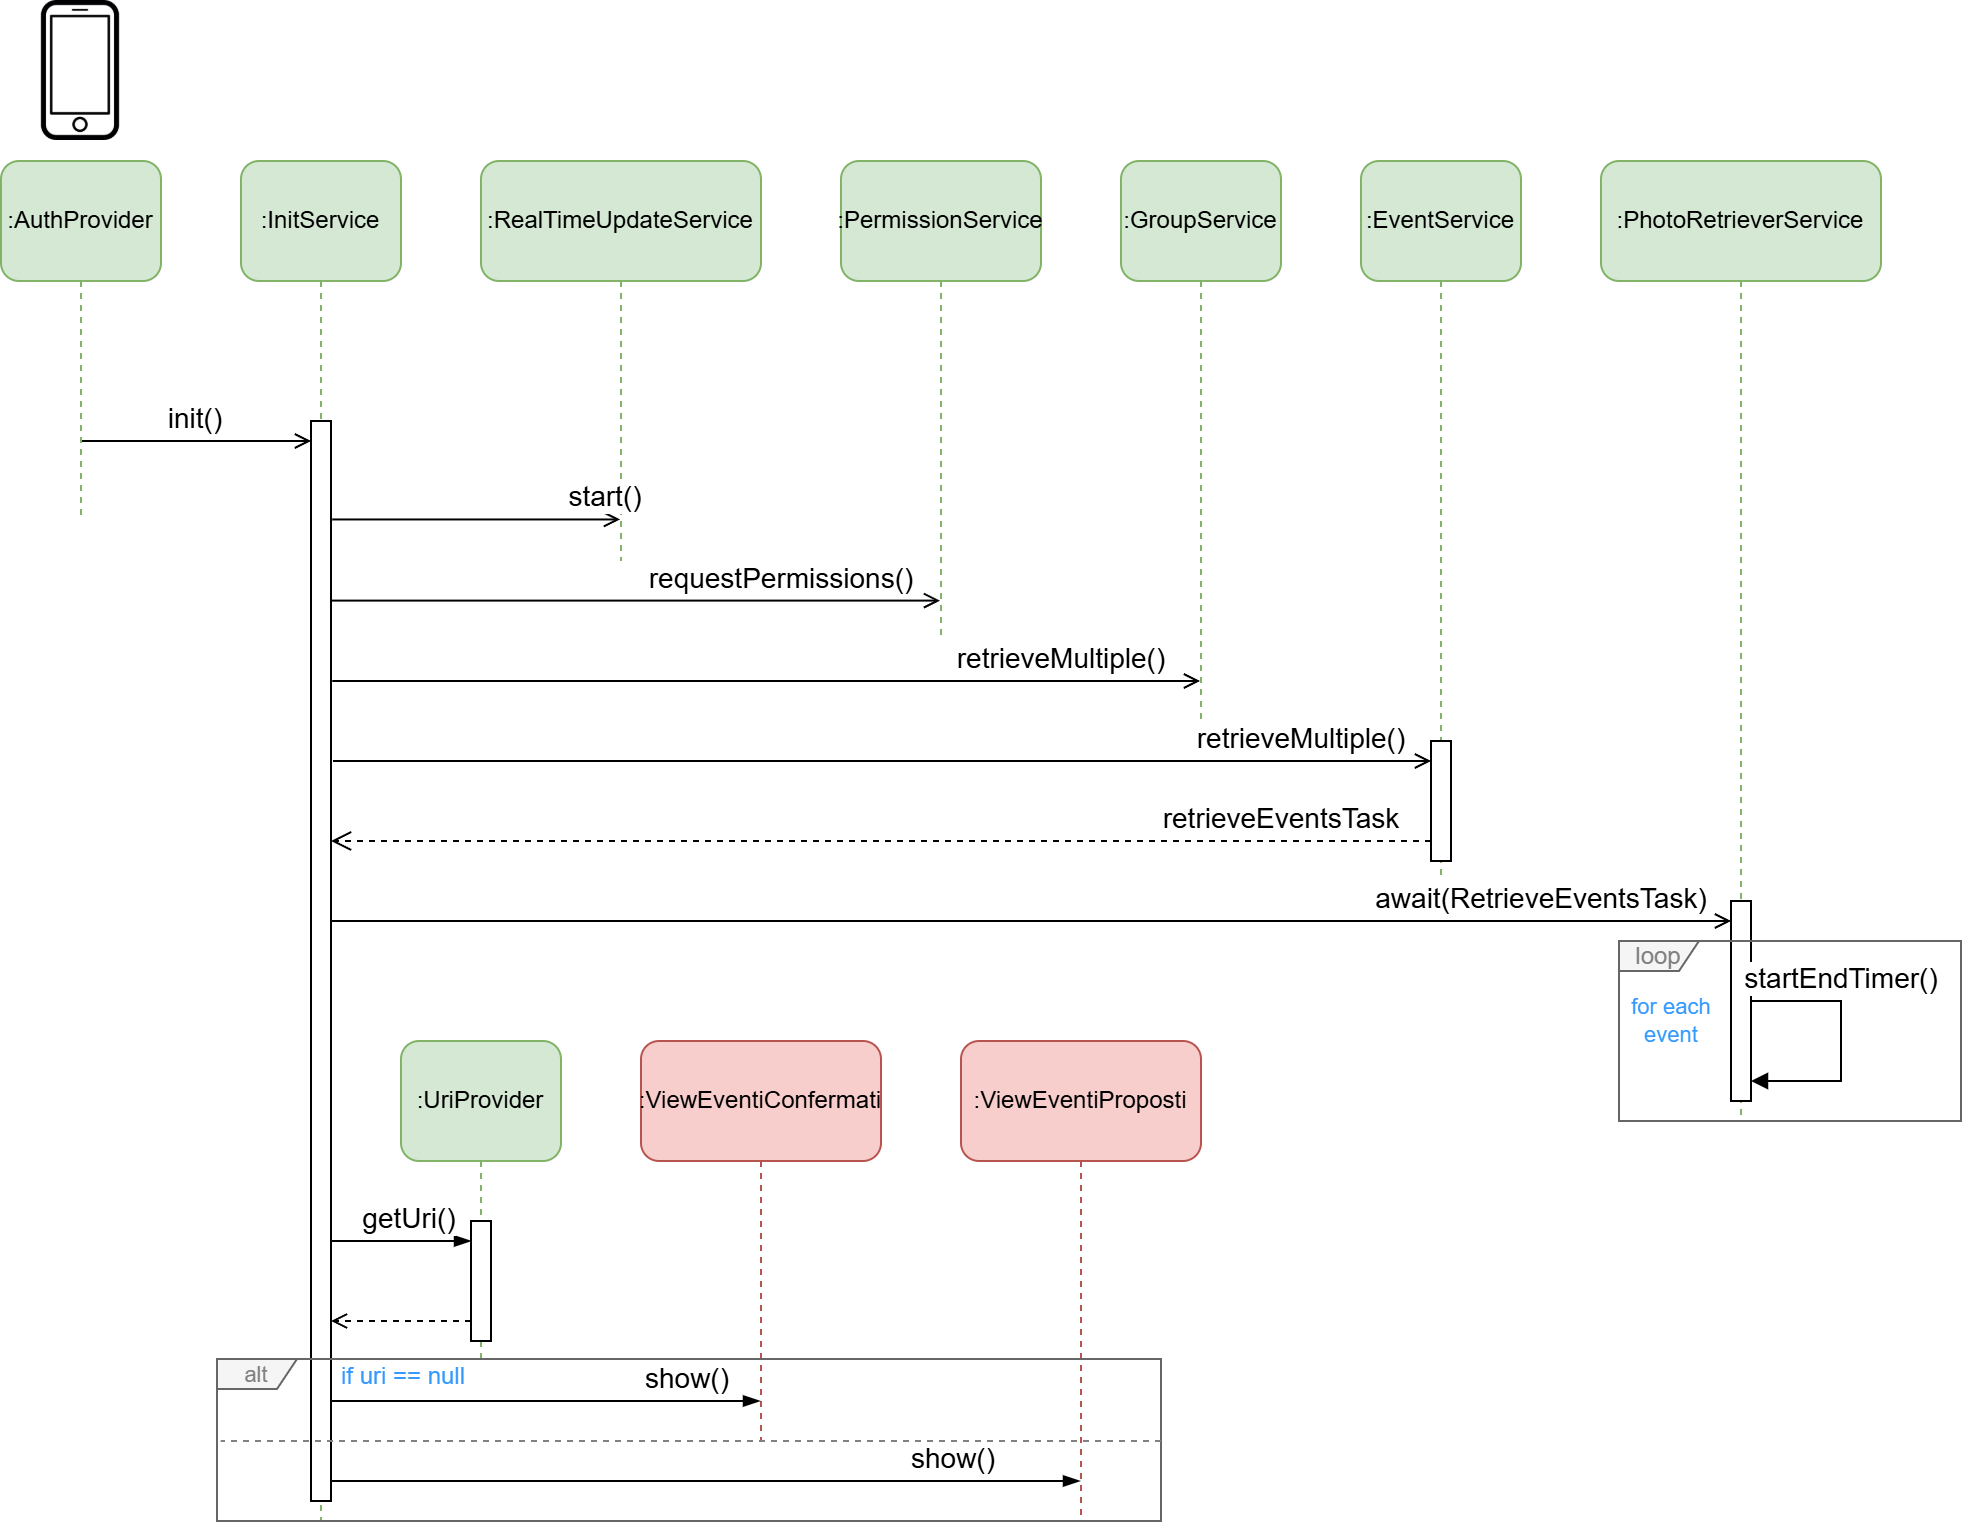 :AuthProvider
:InitService
:RealTimeUpdateService
:PermissionService
:GroupService
:EventService
:PhotoRetrieverService
init()
start()
requestPermissions()
retrieveMultiple()
retrieveMultiple()
retrieveEventsTask
await(RetrieveEventsTask)
loop
startEndTimer()
for each
event
:UriProvider
:ViewEventiConfermati
:ViewEventiProposti
getUri()
alt
if uri == null
show()
show()